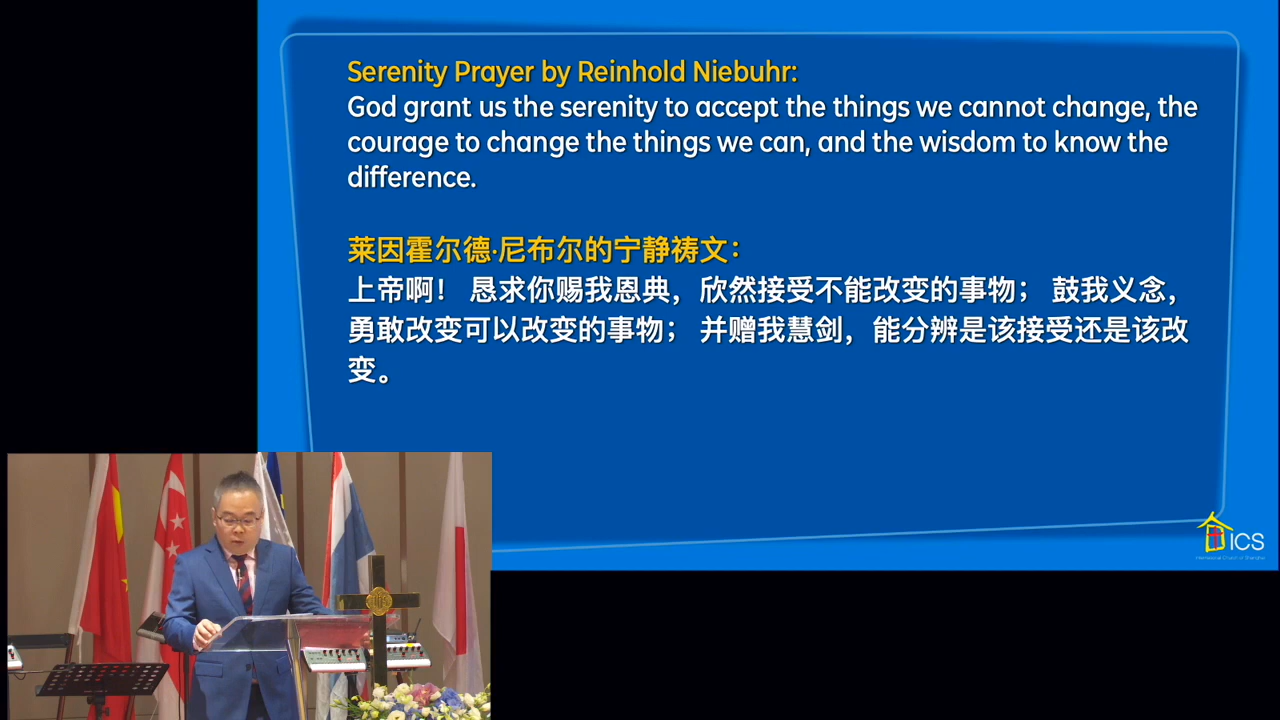 Serenity Prayer by Reinhold Niebuhr:
God grant us the serenity to accept the things we cannot change, the
courage to change the things we can, and the wisdom to know the
difference.
莱因霍尔德·尼布尔的宁静祷文：
上帝啊！ 恳求你赐我恩典，欣然接受不能改变的事物； 鼓我义念，
勇敢改变可以改变的事物； 并赠我慧剑，能分辨是该接受还是该改
变。
ICS